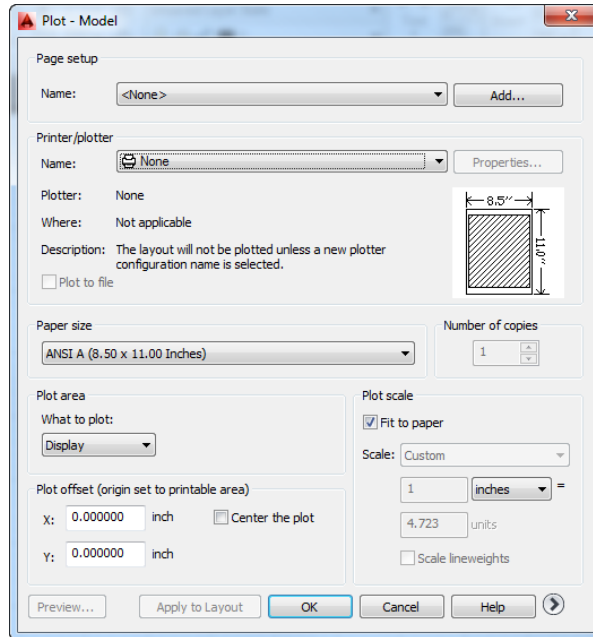 Plot - Model
Page setup
Name: <None> Add...
Printer/plotter
Name: None Properties...
Plotter: None
Where: Not applicable
Description: The layout will not be plotted unless a new plotter
configuration name is selected.
Plot to file
8.5''
11.0''
Paper size
ANSI A (8.50 x 11.00 Inches)
Number of copies
1
Plot area
What to plot:
Display
Plot scale
Fit to paper
Scale: Custom
1 inches =
4.723 units
Scale lineweights
Plot offset (origin set to printable area)
X: 0.000000 inch Center the plot
Y: 0.000000 inch
Preview... Apply to Layout OK Cancel Help